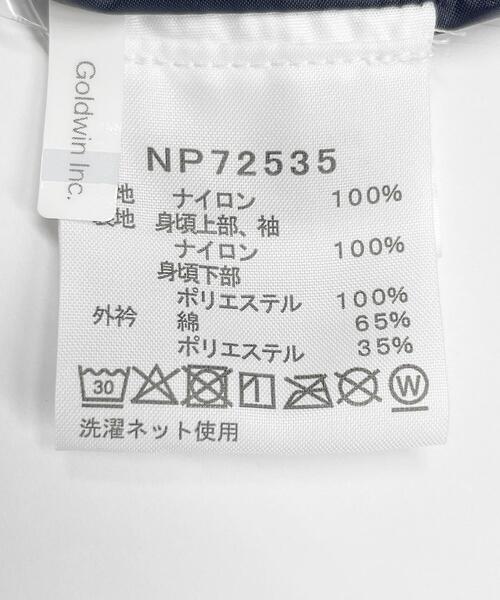 Goldwin Inc.
NP72535
地 ナイロン 100%
裏地 身頃上部、袖
ナイロン 100%
身頃下部
ポリエステル 100%
外衿 綿 65%
ポリエステル 35%
30 W
洗濯ネット使用